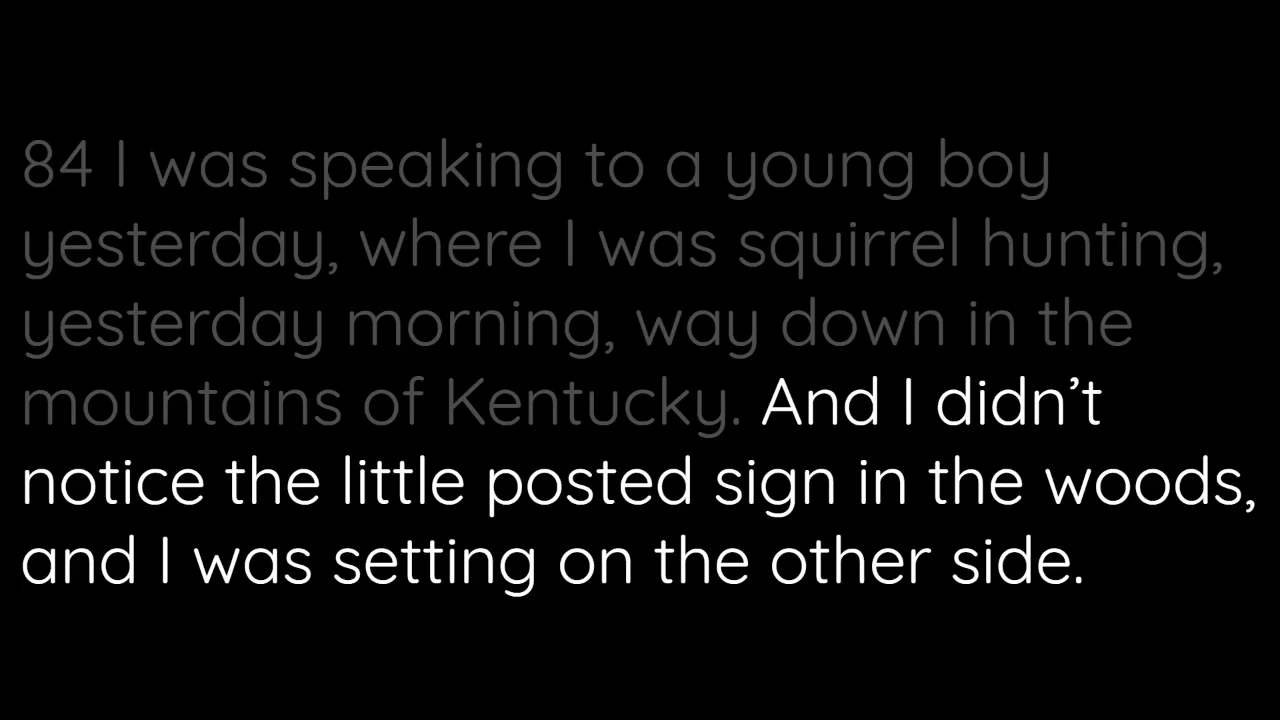 84 I was speaking to a young boy
yesterday, where I was squirrel hunting,
yesterday morning, way down in the
mountains of Kentucky. And I didn’t
notice the little posted sign in the woods,
and I was setting on the other side.